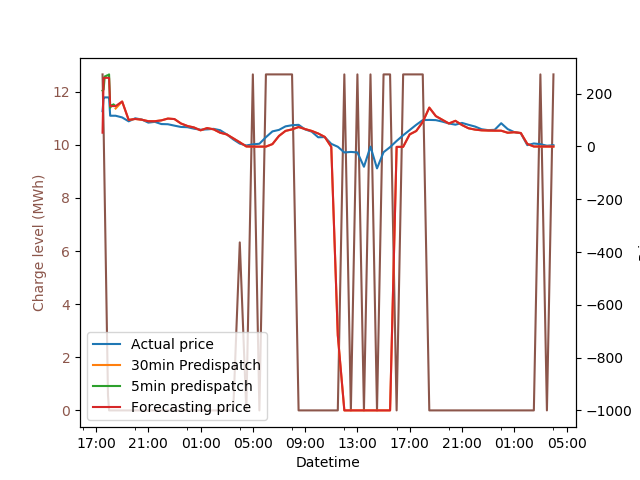 12
10
8
6
4
2
0
Charge level (MWh)
200
0
−200
−400
−600
−800
−1000
Actual price
30min Predispatch
5min predispatch
Forecasting price
17:00 21:00 01:00 05:00 09:00 13:00 17:00 21:00 01:00 05:00
Datetime